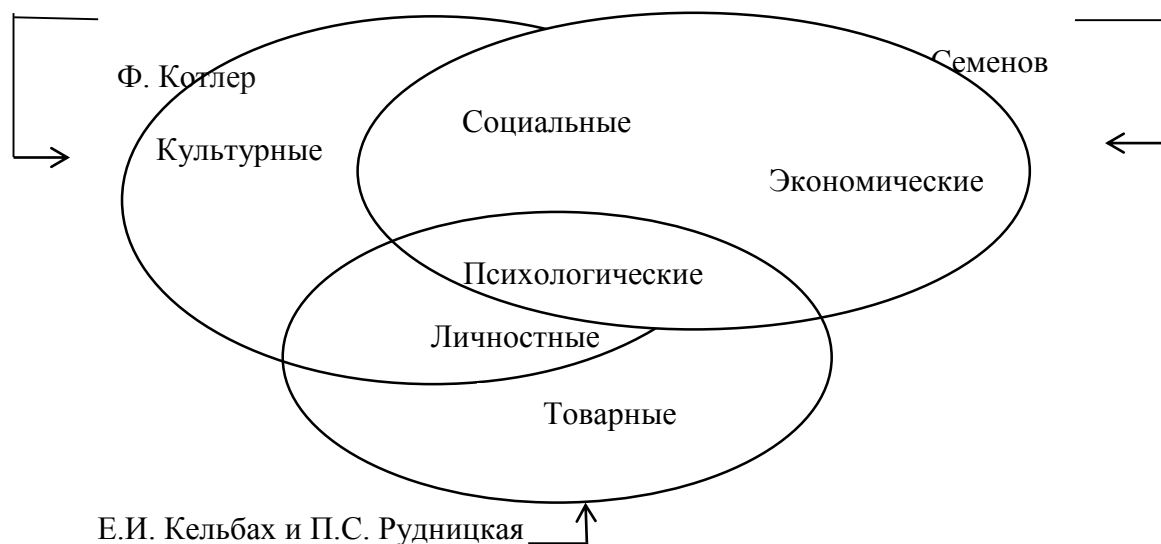 Ф. Котлер
Семенов
Социальные
Культурные
Экономические
Психологические
Личностные
Товарные
Е.И. Кельбах и П.С. Рудницкая